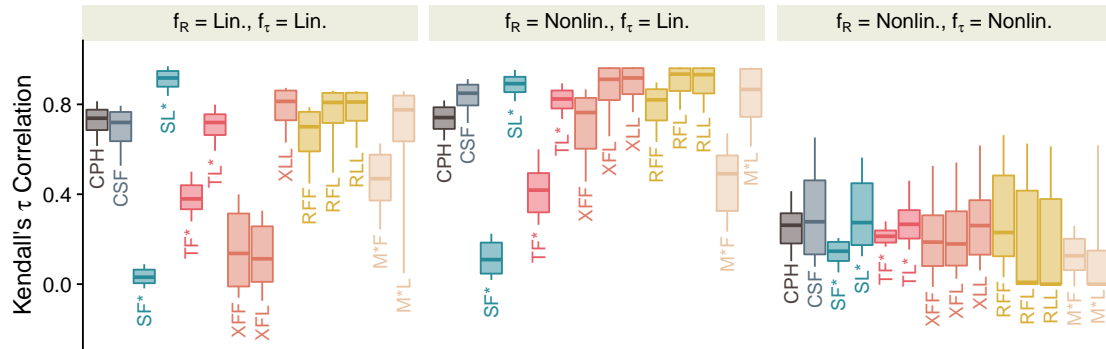 f_R = Lin., f_τ = Lin.
f_R = Nonlin., f_τ = Lin.
f_R = Nonlin., f_τ = Nonlin.
Kendall's τ Correlation
0.8
0.4
0.0
CPH
CSF
SF*
SL*
TF*
TL*
XFF
XFL
XLL
RFF
RFL
RLL
M*F
M*L
CPH
CSF
SF*
SL*
TF*
TL*
XFF
XFL
XLL
RFF
RFL
RLL
M*F
M*L
CPH
CSF
SF*
SL*
TF*
TL*
XFF
XFL
XLL
RFF
RFL
RLL
M*F
M*L